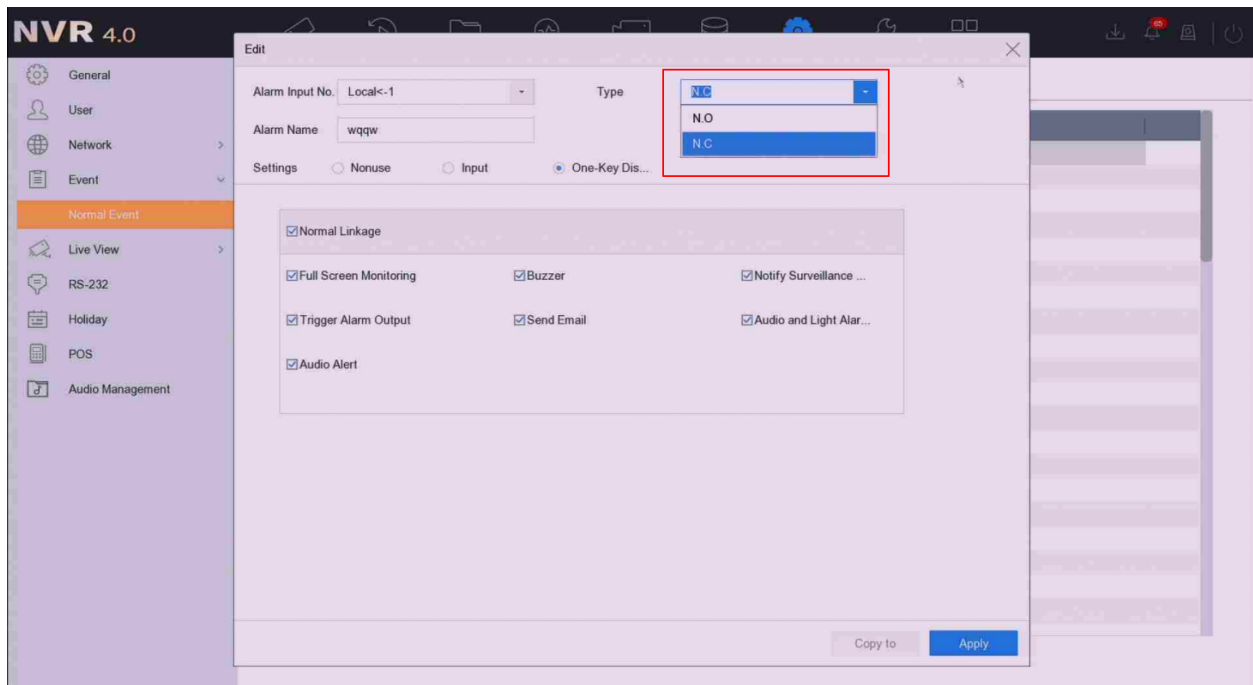 NVR 4.0
65
General
User
Network
Event
Normal Event
Live View
RS-232
Holiday
POS
Audio Management
Edit
Alarm Input No. Local<-1 Type N.C
N.O
N.C
Alarm Name wqqw
Settings Nonuse Input One-Key Dis...
Normal Linkage
Full Screen Monitoring Buzzer Notify Surveillance ...
Trigger Alarm Output Send Email Audio and Light Alar...
Audio Alert
Copy to Apply